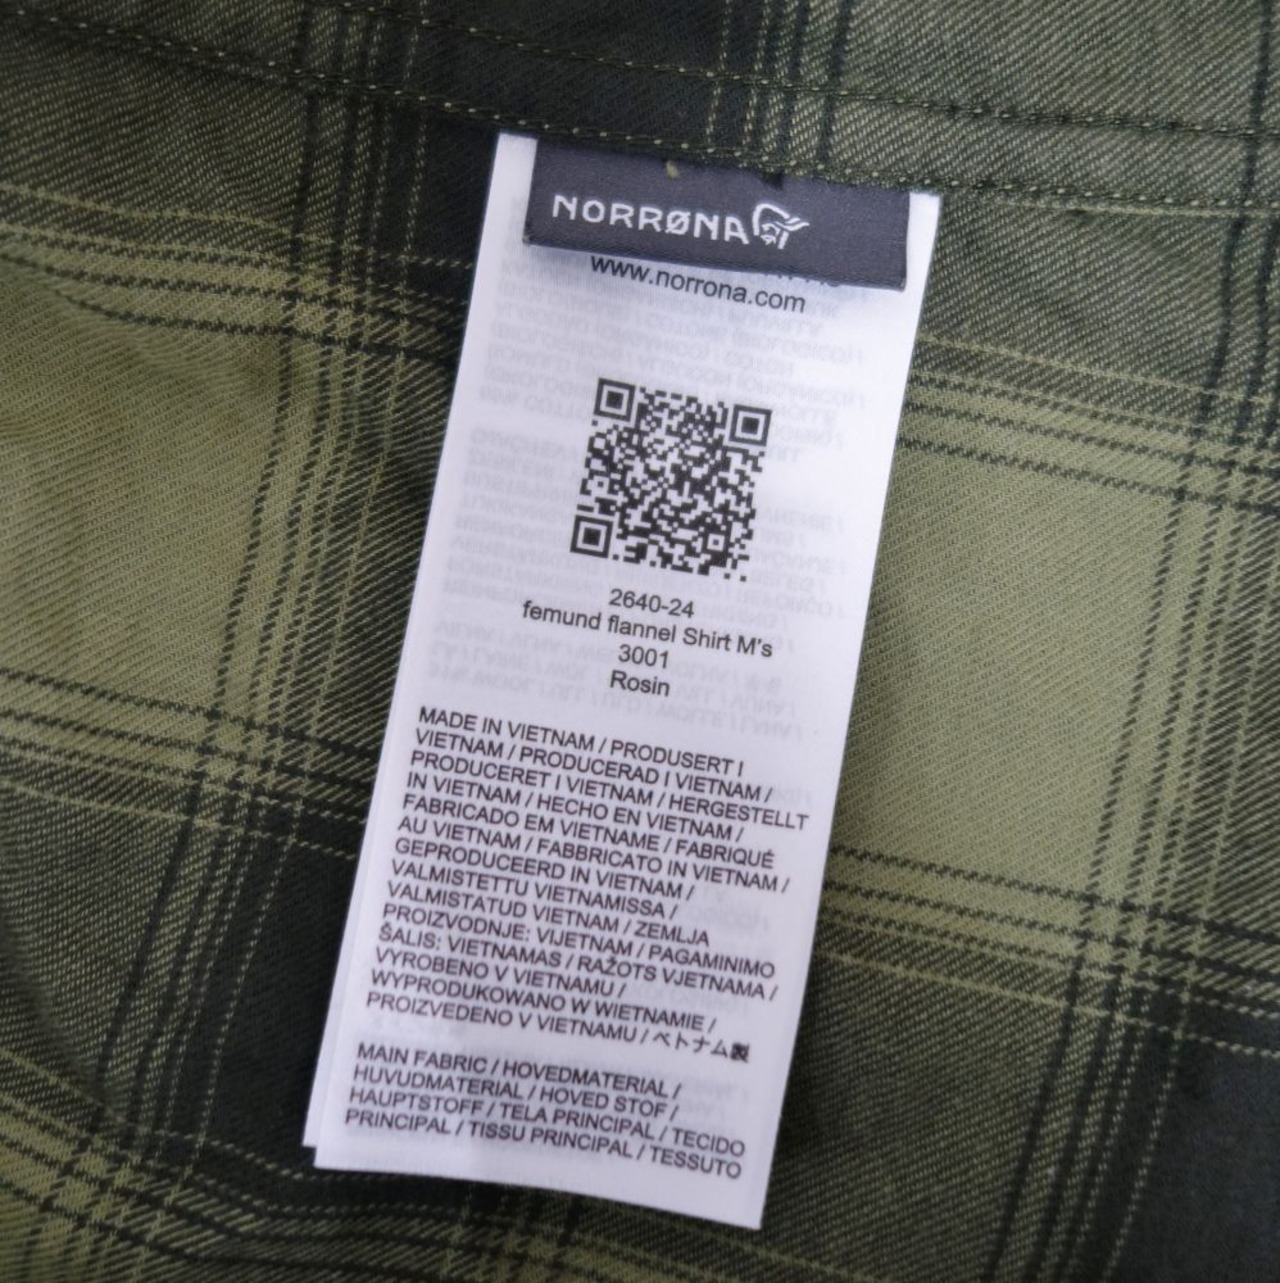 NORRØNA
www.norrona.com
2640-24
femund flannel Shirt M's
3001
Rosin
MADE IN VIETNAM / PRODUSERT I
VIETNAM / PRODUCERAD I VIETNAM /
PRODUCERET I VIETNAM / HERGESTELLT
IN VIETNAM / HECHO EN VIETNAM /
FABRICADO EM VIETNAME / FABRIQUÉ
AU VIETNAM / FABBRICATO IN VIETNAM /
GEPRODUCEERD IN VIETNAM /
VALMISTETTU VIETNAMISSA /
VALMISTATUD VIETNAM / ZEMLJA
PROIZVODNJE: VIJETNAM / PAGAMINIMO
ŠALIS: VIETNAMAS / RAŽOTS VJETNAMA /
VYROBENO V VIETNAMU /
WYPRODUKOWANO W WIETNAMIE /
PROIZVEDENO V VIETNAMU / ベトナム製
MAIN FABRIC / HOVEDMATERIAL /
HUVUDMATERIAL / HOVED STOF /
HAUPTSTOFF / TELA PRINCIPAL / TECIDO
PRINCIPAL / TISSU PRINCIPAL / TESSUTO